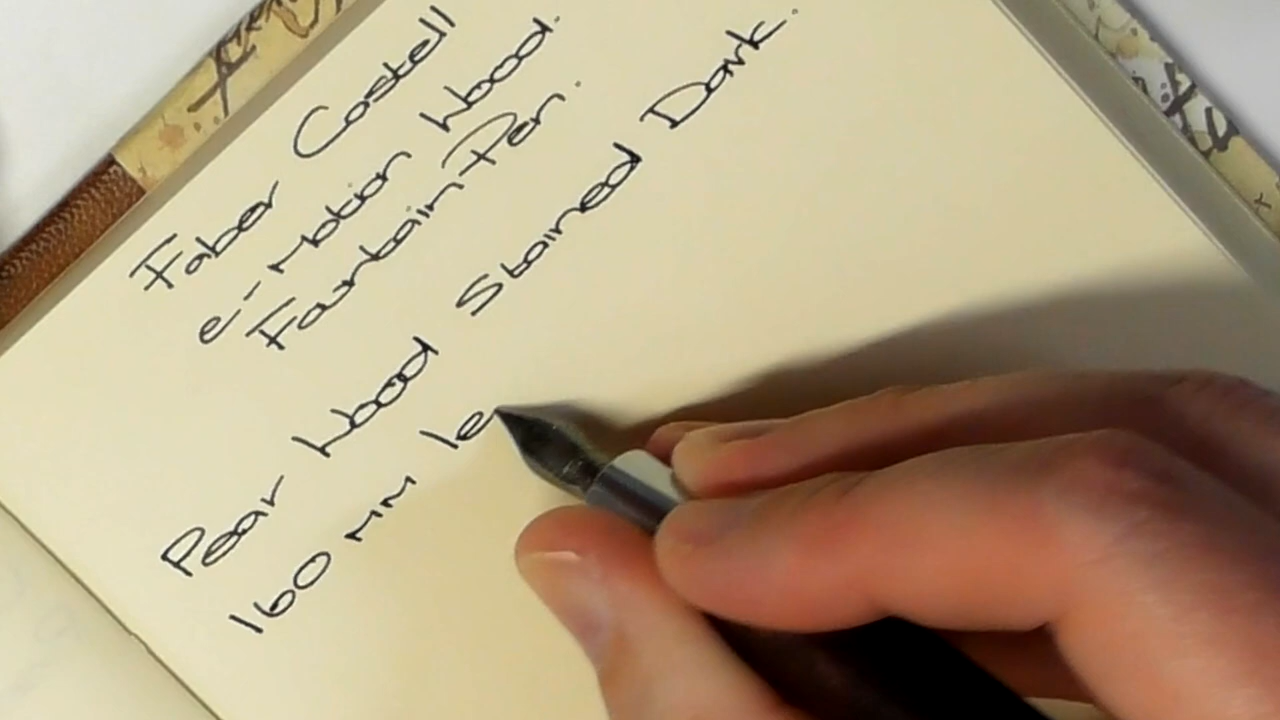 Faber Castell
e-Motion Wood.
Fountain Pen.
Pear Wood Stained Dark.
160 mm le